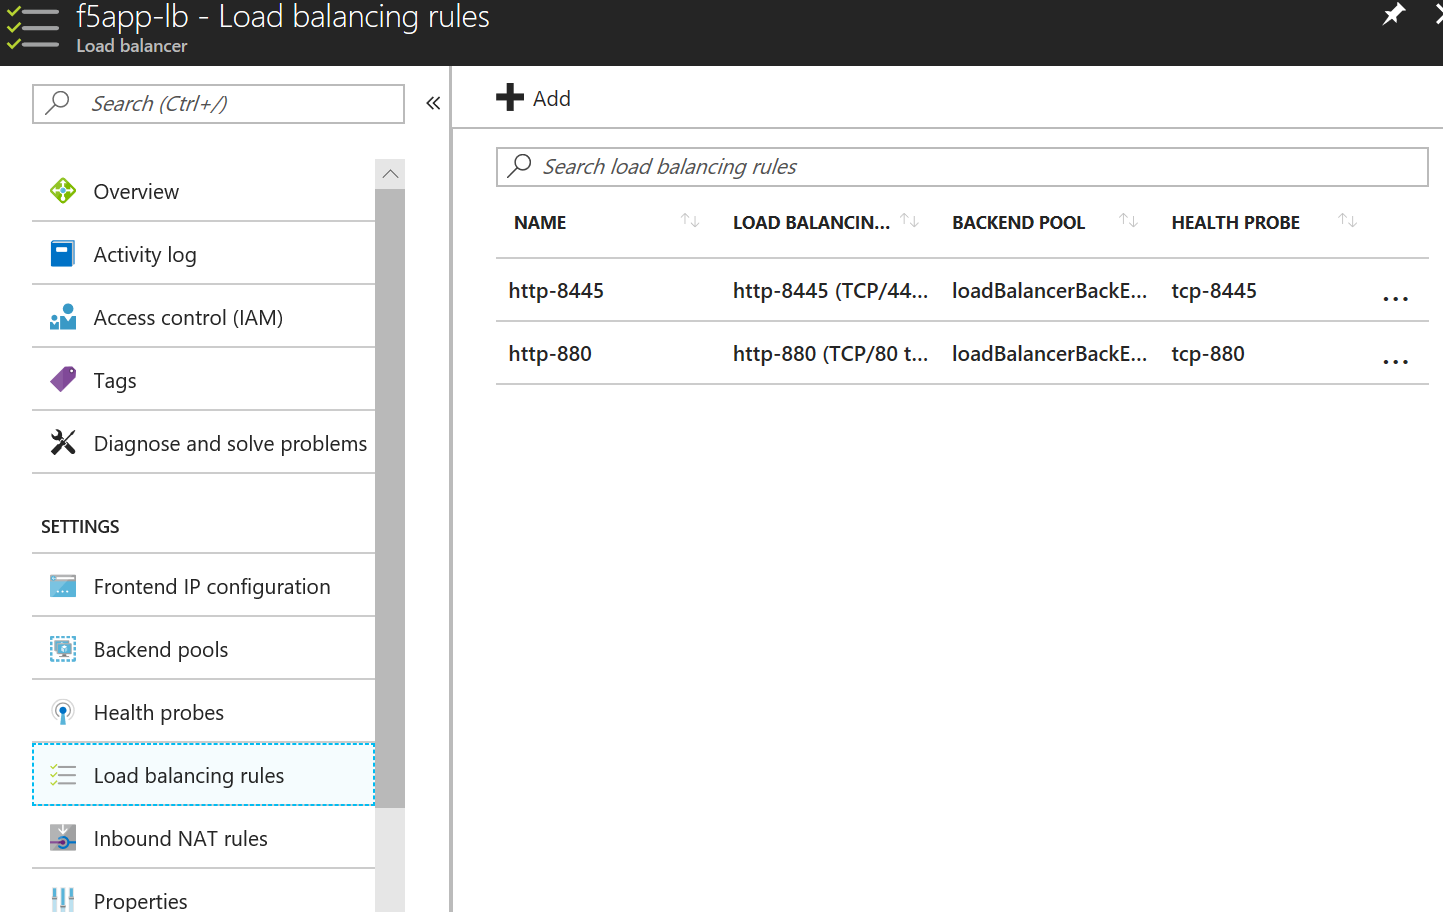 f5app-lb - Load balancing rules
Load balancer
Search (Ctrl+/)
Overview
Activity log
Access control (IAM)
Tags
Diagnose and solve problems
SETTINGS
Frontend IP configuration
Backend pools
Health probes
Load balancing rules
Inbound NAT rules
Properties
Add
Search load balancing rules
NAME LOAD BALANCIN... BACKEND POOL HEALTH PROBE
http-8445 http-8445 (TCP/44... loadBalancerBackE... tcp-8445 ...
http-880 http-880 (TCP/80 t... loadBalancerBackE... tcp-880 ...